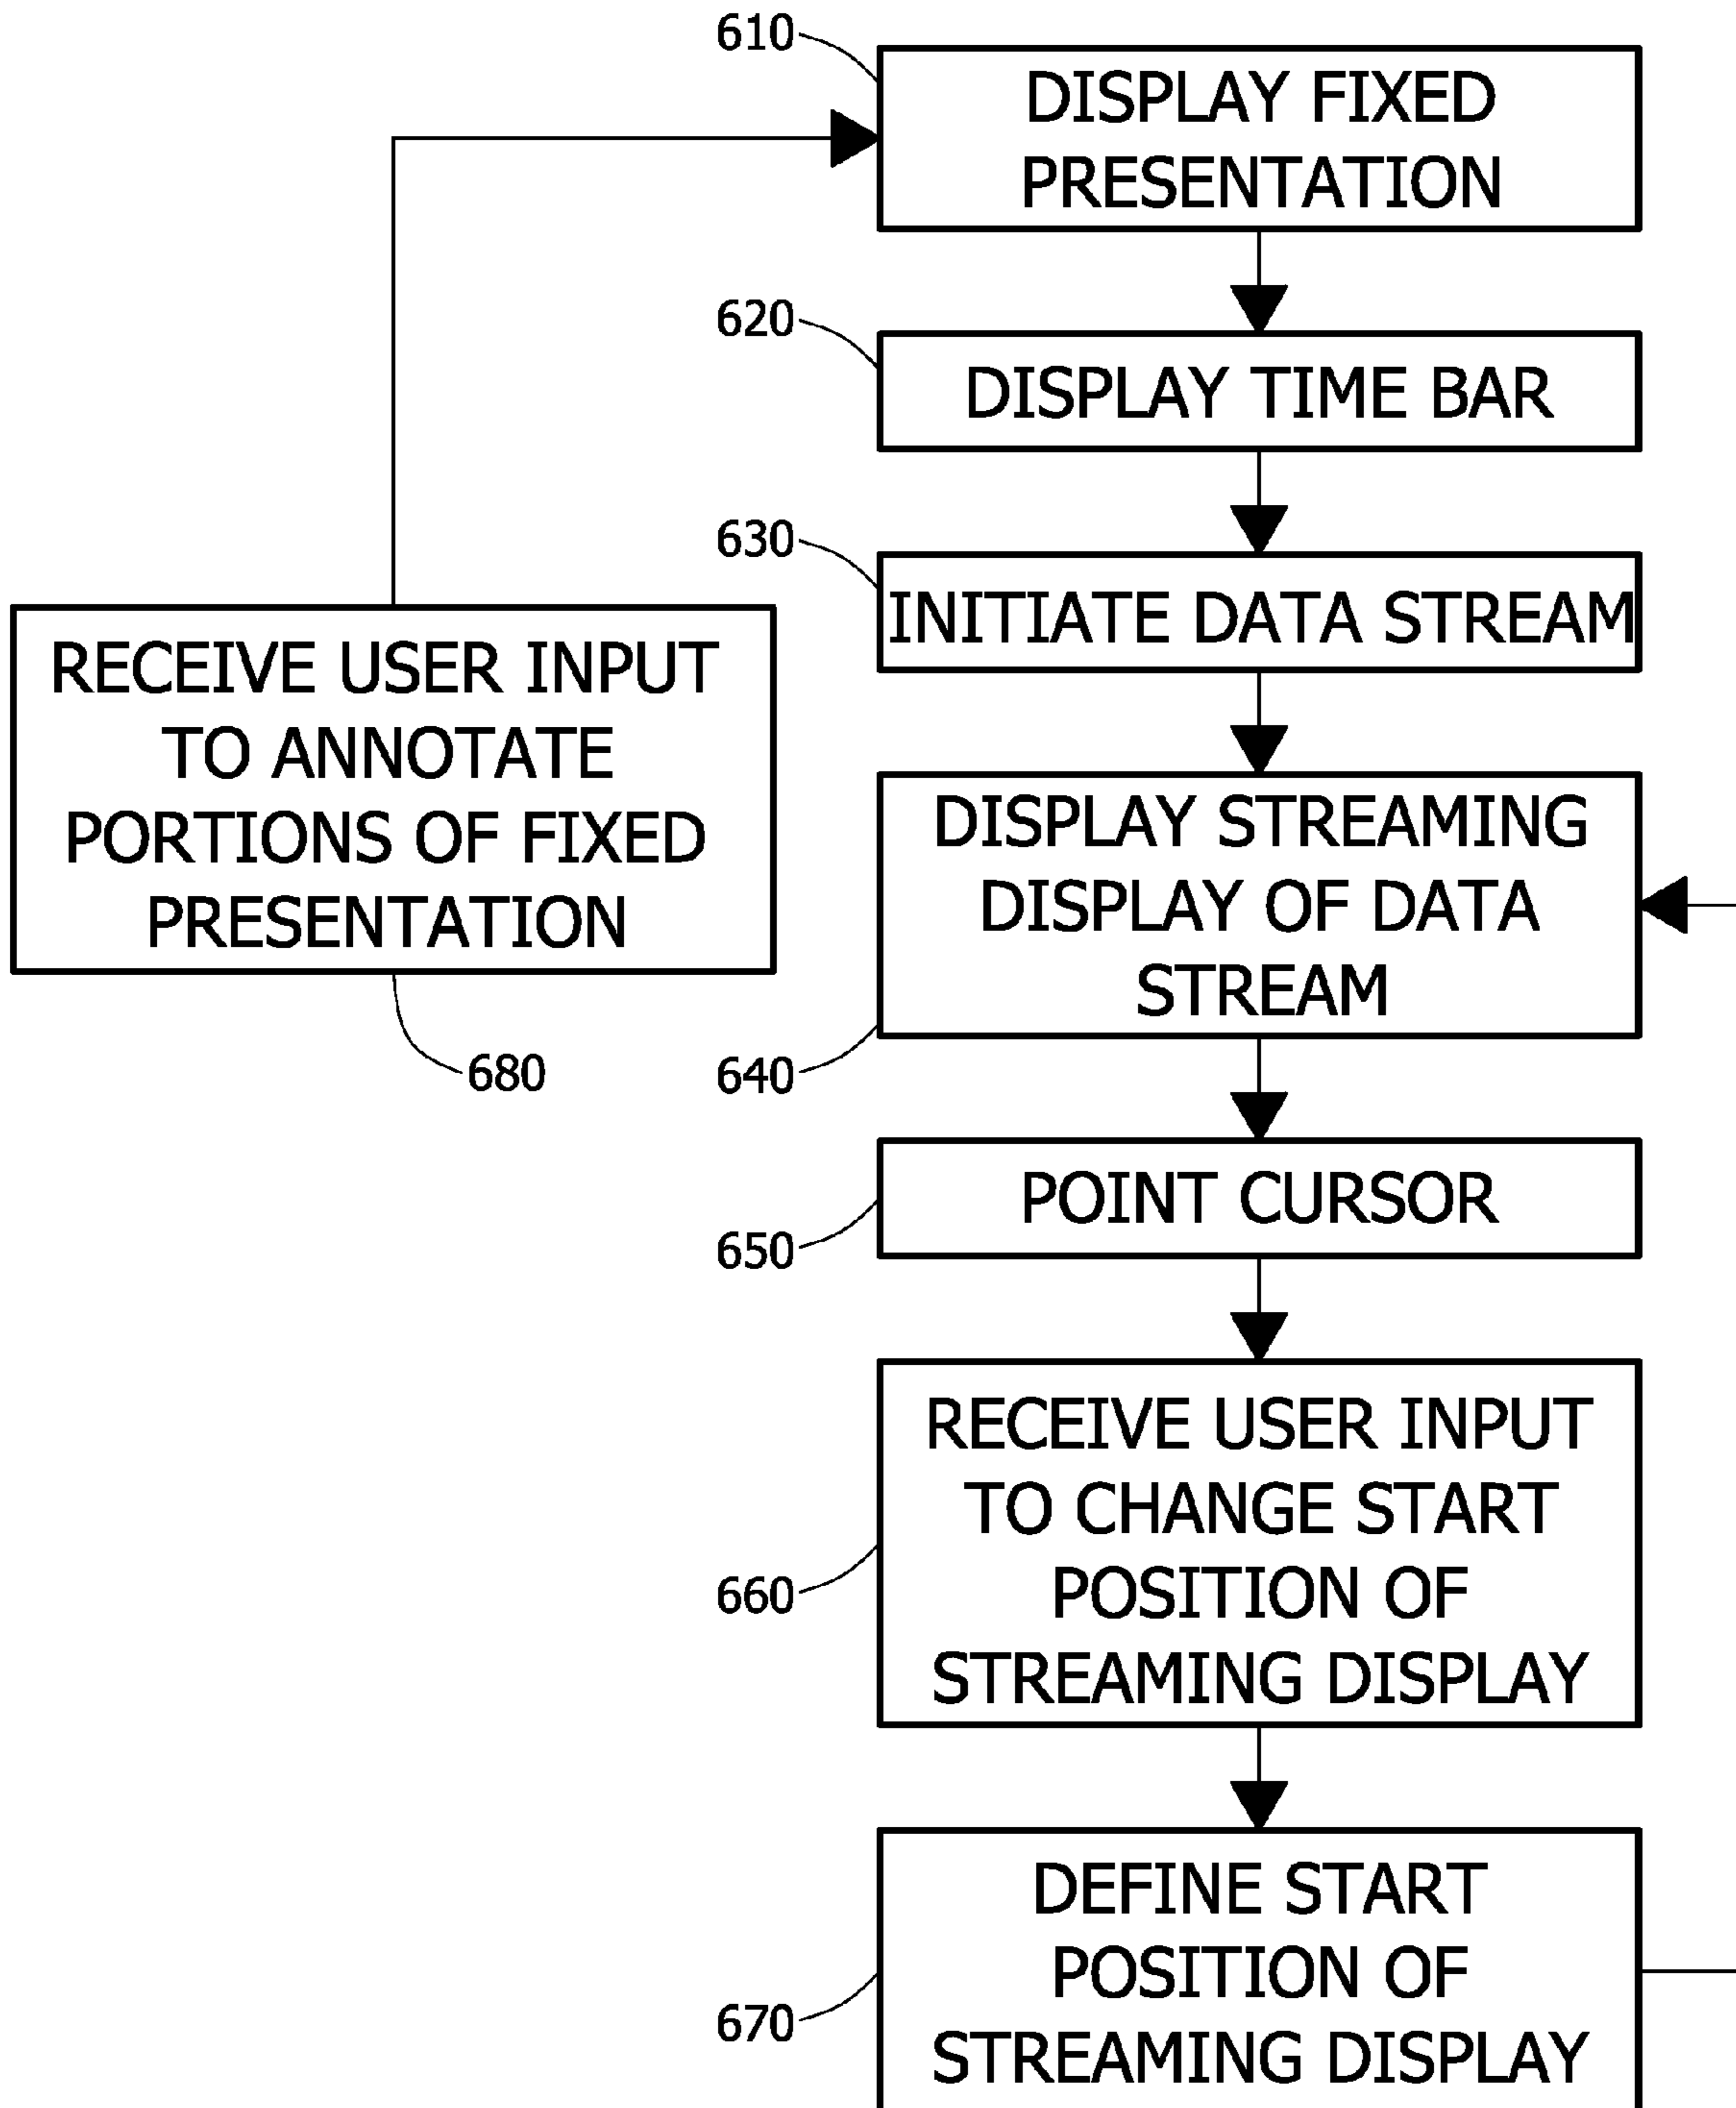 610
DISPLAY FIXED
PRESENTATION
620
DISPLAY TIME BAR
630
INITIATE DATA STREAM
RECEIVE USER INPUT
TO ANNOTATE
PORTIONS OF FIXED
PRESENTATION
680
DISPLAY STREAMING
DISPLAY OF DATA
STREAM
640
POINT CURSOR
650
RECEIVE USER INPUT
TO CHANGE START
POSITION OF
STREAMING DISPLAY
660
DEFINE START
POSITION OF
STREAMING DISPLAY
670